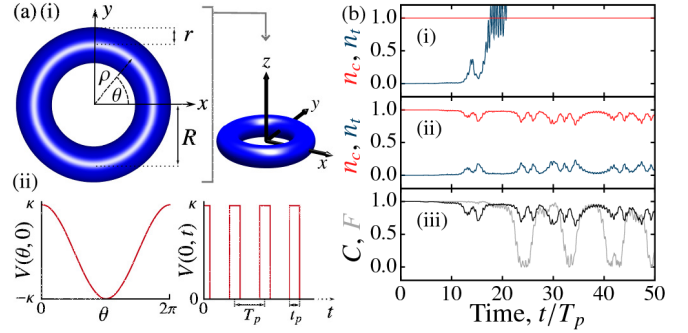 (a) (i)
y
r
ρ
θ
x
R
z
y
x
(ii)
V(θ, 0)
κ
−κ
0
θ
2π
V(0, t)
κ
0
T_p
t_p
t
(b)
n_c, n_t
1.0
0.5
0.0
(i)
n_c, n_t
1.0
0.5
0.0
(ii)
C, F
1.0
0.5
0.0
(iii)
0 10 20 30 40 50
Time, t/T_p